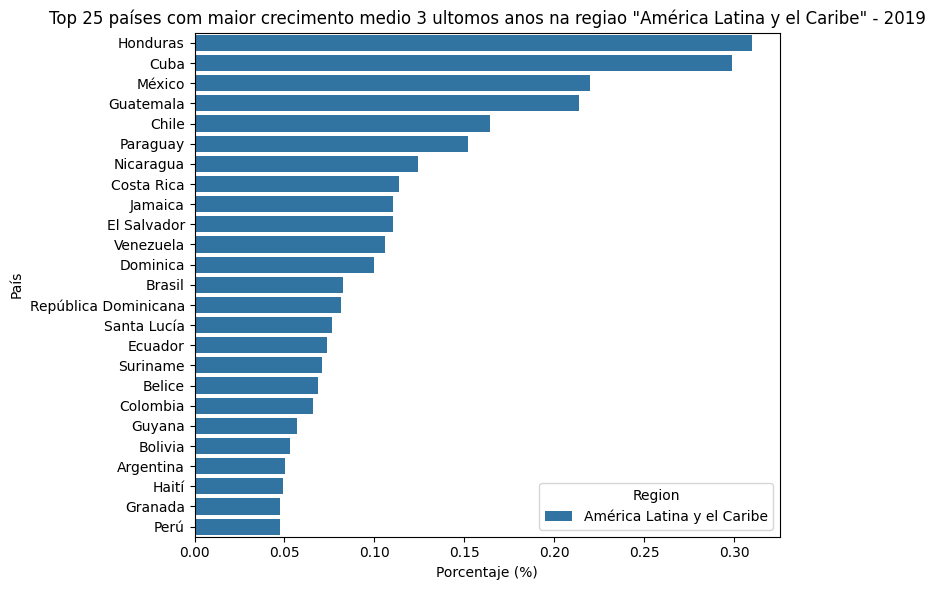 Top 25 países com maior crecimento medio 3 ultomos anos na regiao "América Latina y el Caribe" - 2019
Honduras
Cuba
México
Guatemala
Chile
Paraguay
Nicaragua
Costa Rica
Jamaica
El Salvador
Venezuela
Dominica
Brasil
República Dominicana
Santa Lucía
Ecuador
Suriname
Belice
Colombia
Guyana
Bolivia
Argentina
Haití
Granada
Perú
País
Region
América Latina y el Caribe
0.00 0.05 0.10 0.15 0.20 0.25 0.30
Porcentaje (%)